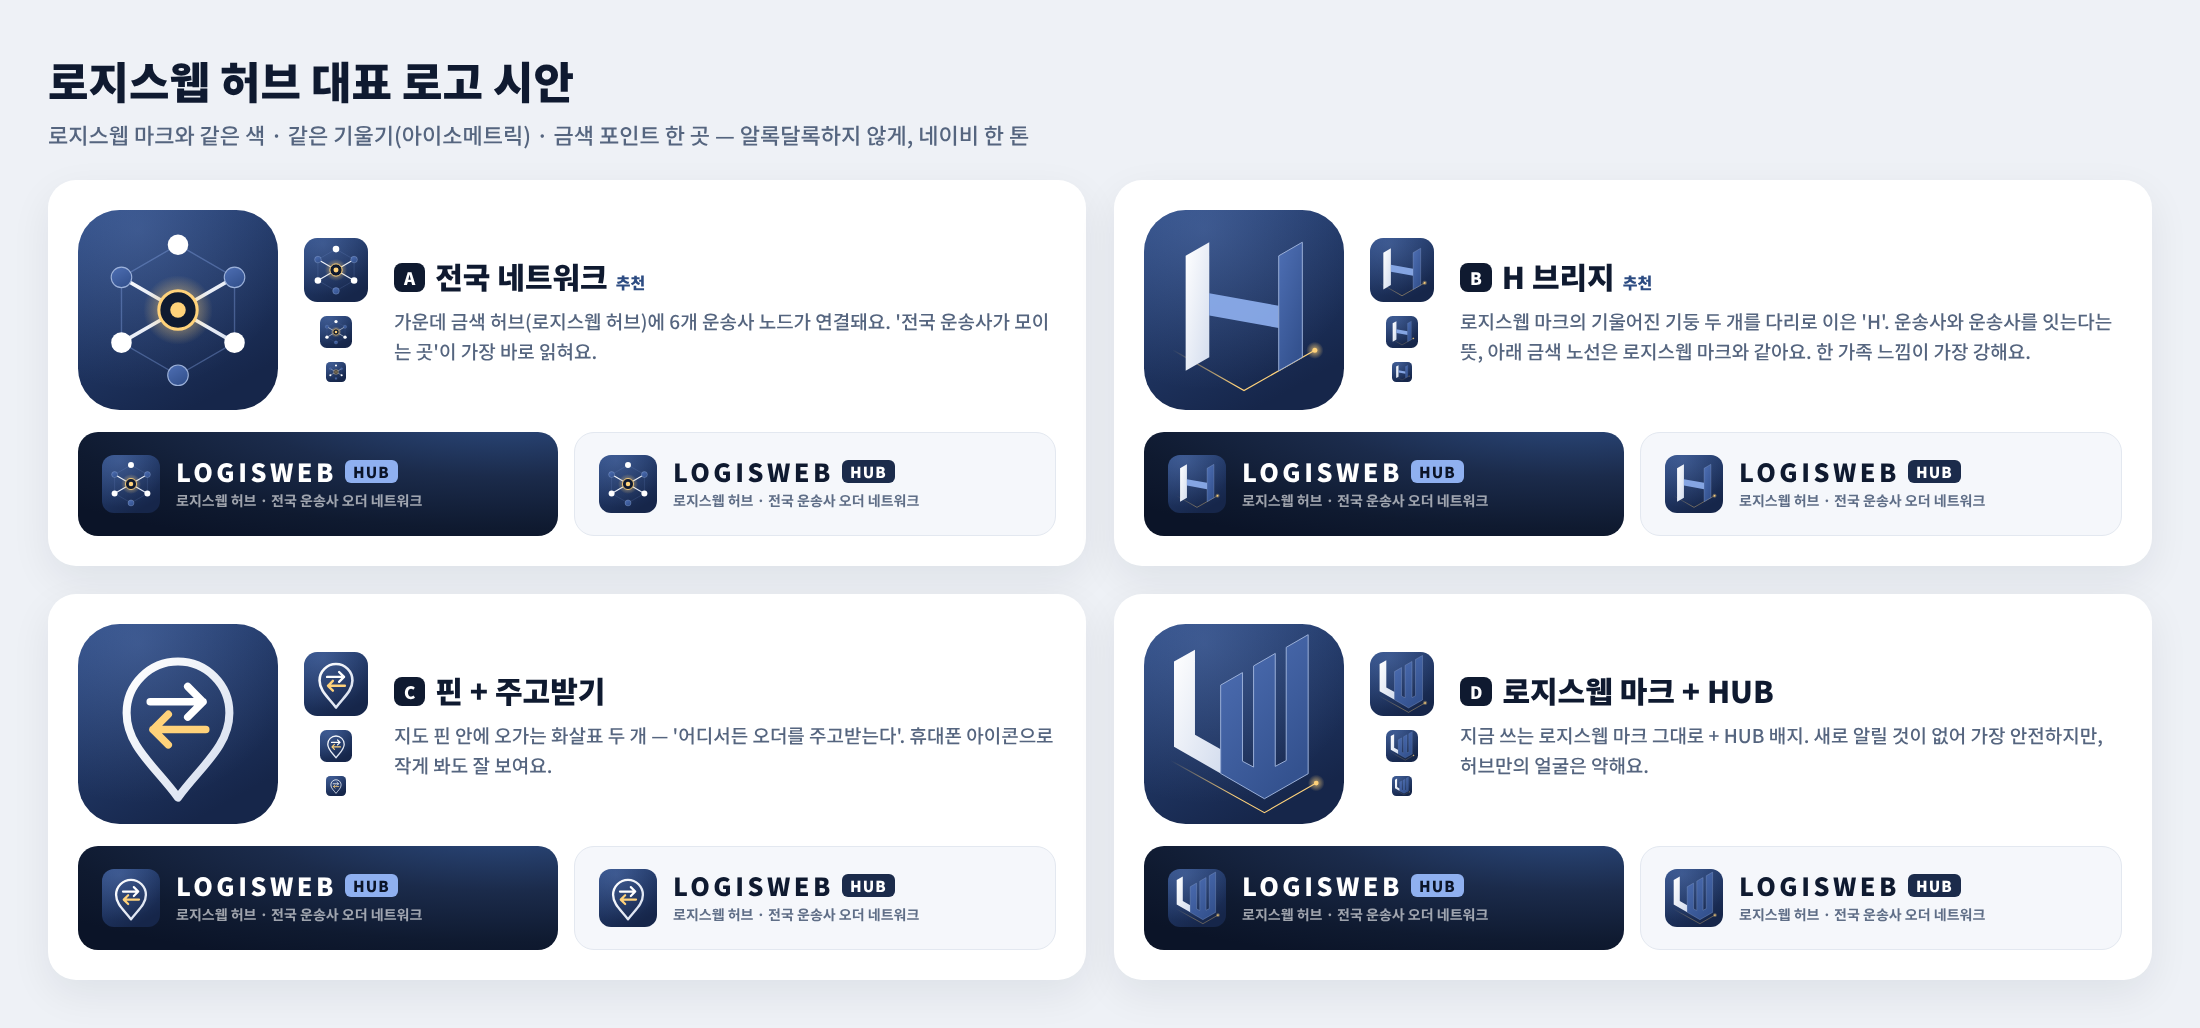 로지스웹 허브 대표 로고 시안
로지스웹 마크와 같은 색 · 같은 기울기(아이소메트릭) · 금색 포인트 한 곳 — 알록달록하지 않게, 네이비 한 톤
A 전국 네트워크 추천
가운데 금색 허브(로지스웹 허브)에 6개 운송사 노드가 연결돼요. '전국 운송사가 모이
는 곳'이 가장 바로 읽혀요.
LOGISWEB HUB
로지스웹 허브 · 전국 운송사 오더 네트워크
LOGISWEB HUB
로지스웹 허브 · 전국 운송사 오더 네트워크
B H 브리지 추천
로지스웹 마크의 기울어진 기둥 두 개를 다리로 이은 'H'. 운송사와 운송사를 잇는다는
뜻, 아래 금색 노선은 로지스웹 마크와 같아요. 한 가족 느낌이 가장 강해요.
LOGISWEB HUB
로지스웹 허브 · 전국 운송사 오더 네트워크
LOGISWEB HUB
로지스웹 허브 · 전국 운송사 오더 네트워크
C 핀 + 주고받기
지도 핀 안에 오가는 화살표 두 개 — '어디서든 오더를 주고받는다'. 휴대폰 아이콘으로
작게 봐도 잘 보여요.
LOGISWEB HUB
로지스웹 허브 · 전국 운송사 오더 네트워크
LOGISWEB HUB
로지스웹 허브 · 전국 운송사 오더 네트워크
D 로지스웹 마크 + HUB
지금 쓰는 로지스웹 마크 그대로 + HUB 배지. 새로 알릴 것이 없어 가장 안전하지만,
허브만의 얼굴은 약해요.
LOGISWEB HUB
로지스웹 허브 · 전국 운송사 오더 네트워크
LOGISWEB HUB
로지스웹 허브 · 전국 운송사 오더 네트워크